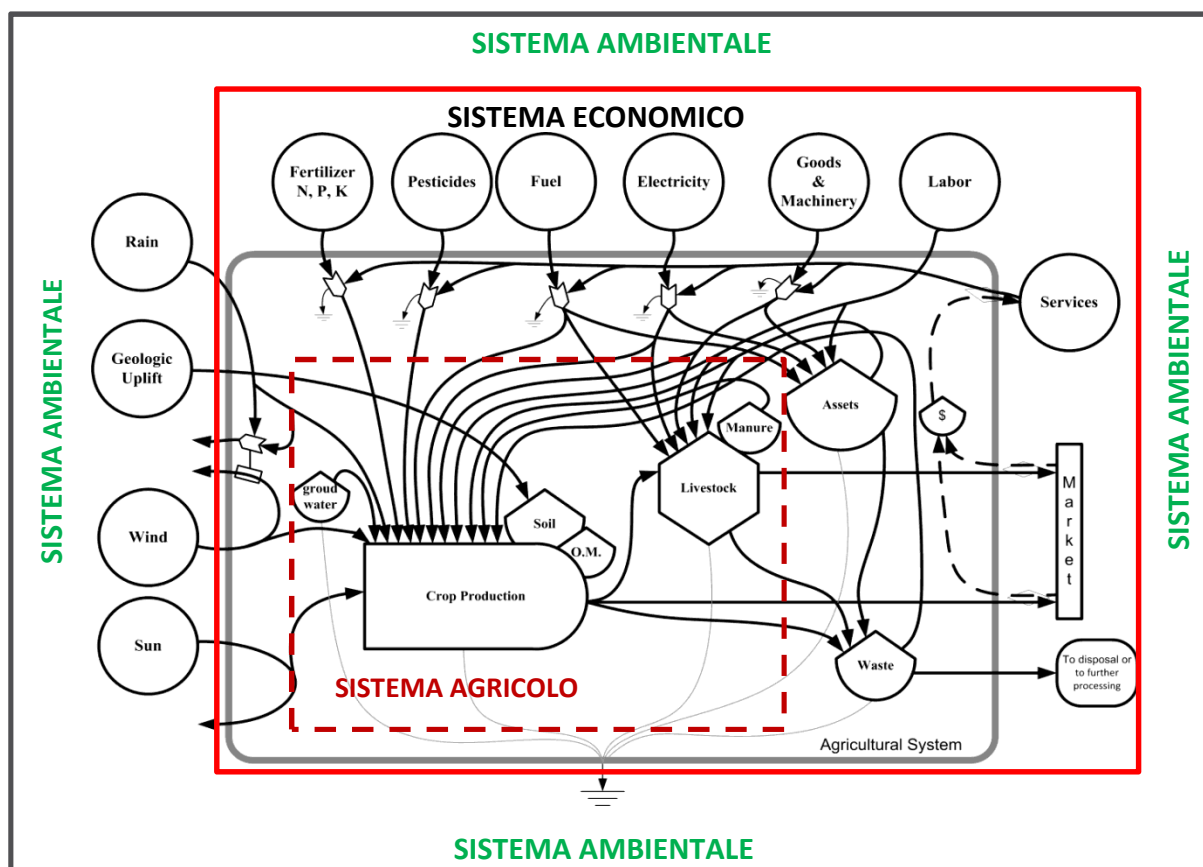 SISTEMA AMBIENTALE
SISTEMA ECONOMICO
Fertilizer
N, P, K
Pesticides
Fuel
Electricity
Goods
&
Machinery
Labor
Rain
Services
Geologic
Uplift
SISTEMA AMBIENTALE
SISTEMA AMBIENTALE
Assets
$
Manure
Livestock
Market
groud
water
Soil
O.M.
Wind
Crop Production
Sun
Waste
To disposal or
to further
processing
SISTEMA AGRICOLO
Agricultural System
SISTEMA AMBIENTALE